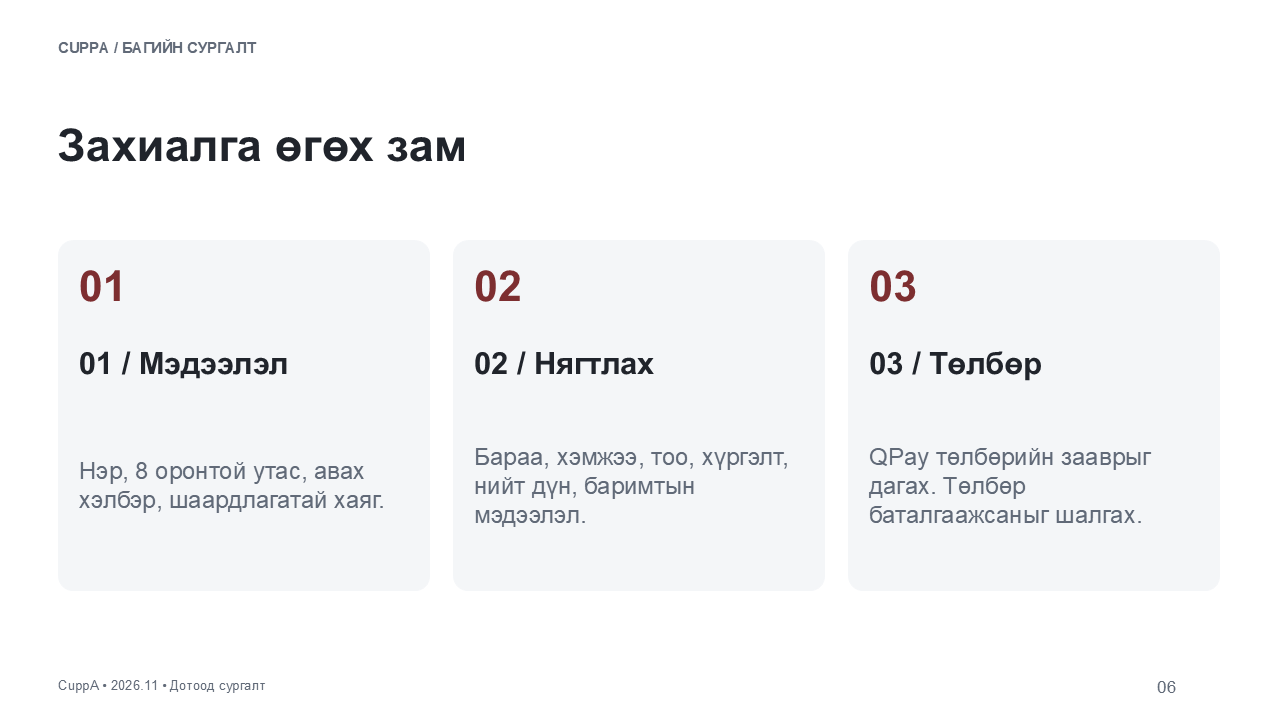 CUPPA / БАГИЙН СУРГАЛТ
Захиалга өгөх зам
01
01 / Мэдээлэл
Нэр, 8 оронтой утас, авах
хэлбэр, шаардлагатай хаяг.
02
02 / Нягтлах
Бараа, хэмжээ, тоо, хүргэлт,
нийт дүн, баримтын
мэдээлэл.
03
03 / Төлбөр
QPay төлбөрийн зааврыг
дагах. Төлбөр
баталгаажсаныг шалгах.
CuppA • 2026.11 • Дотоод сургалт
06